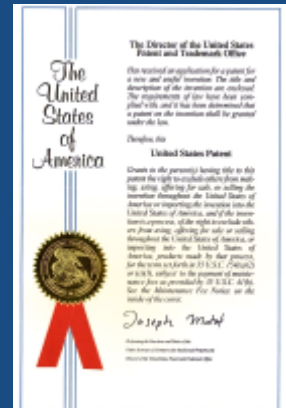 The
United
States
of
America
The Director of the United States
Patent and Trademark Office
Has received an application for a patent for
a new and useful invention. The title and
description of the invention are enclosed.
The requirements of law have been com-
plied with, and it has been determined that
a patent on the invention shall be granted
under the law.
Therefore, this
United States Patent
Grants to the person(s) having title to this
patent the right to exclude others from mak-
ing, using, offering for sale, or selling the
invention throughout the United States of
America or importing the invention into the
United States of America, and if the inven-
tion is a process, of the right to exclude oth-
ers from using, offering for sale or selling
throughout the United States of America, or
importing into the United States of
America, products made by that process,
for the term set forth in 35 U.S.C. 154(a)(2)
or (c)(1), subject to the payment of mainte-
nance fees as provided by 35 U.S.C. 41(b).
See the Maintenance Fee Notice on the
inside of the cover.
Joseph